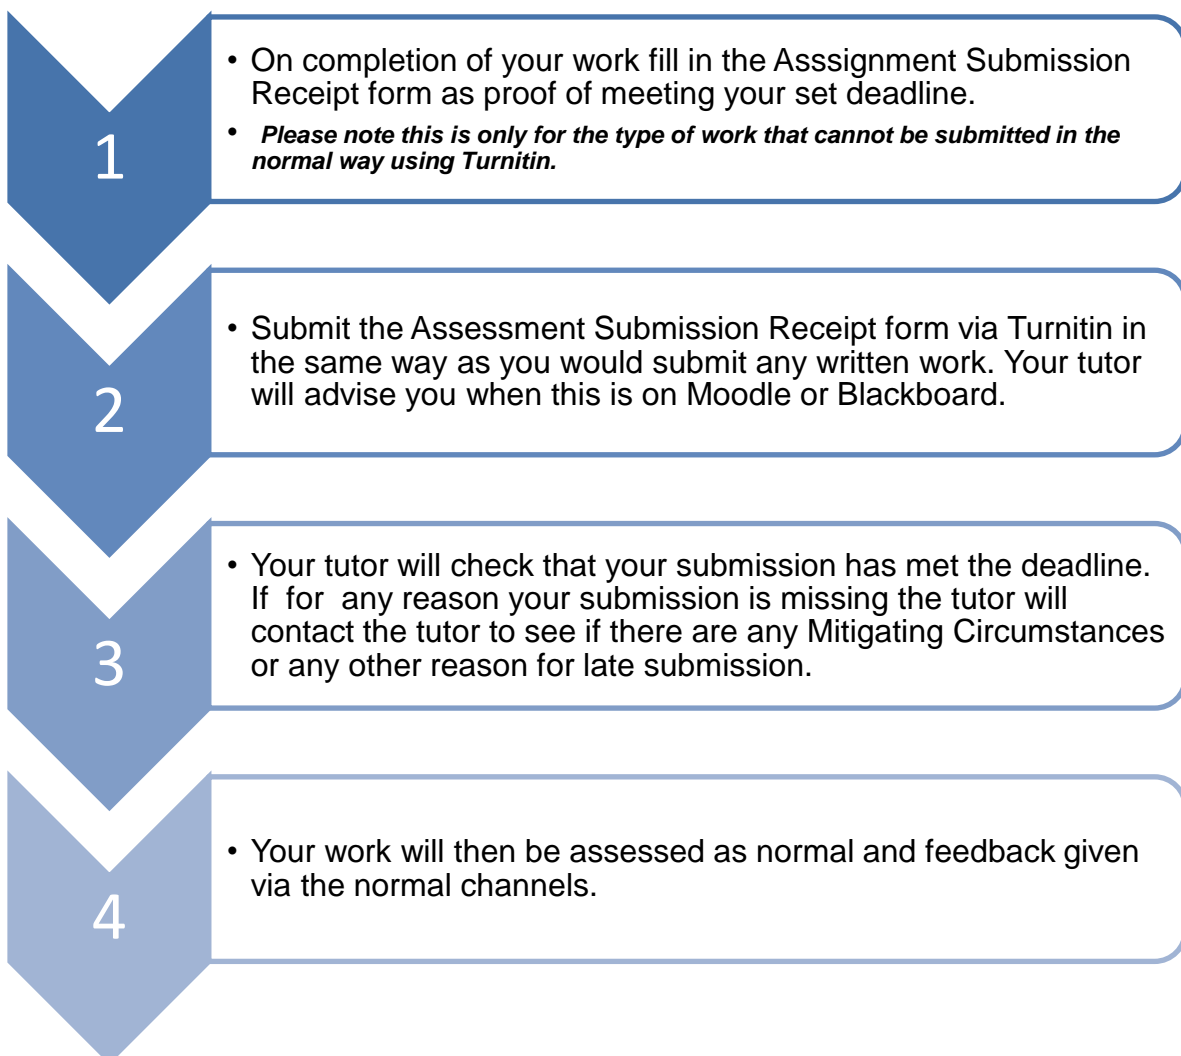 1
• On completion of your work fill in the Asssignment Submission
Receipt form as proof of meeting your set deadline.
• Please note this is only for the type of work that cannot be submitted in the
normal way using Turnitin.
2
• Submit the Assessment Submission Receipt form via Turnitin in
the same way as you would submit any written work. Your tutor
will advise you when this is on Moodle or Blackboard.
3
• Your tutor will check that your submission has met the deadline.
If for any reason your submission is missing the tutor will
contact the tutor to see if there are any Mitigating Circumstances
or any other reason for late submission.
4
• Your work will then be assessed as normal and feedback given
via the normal channels.